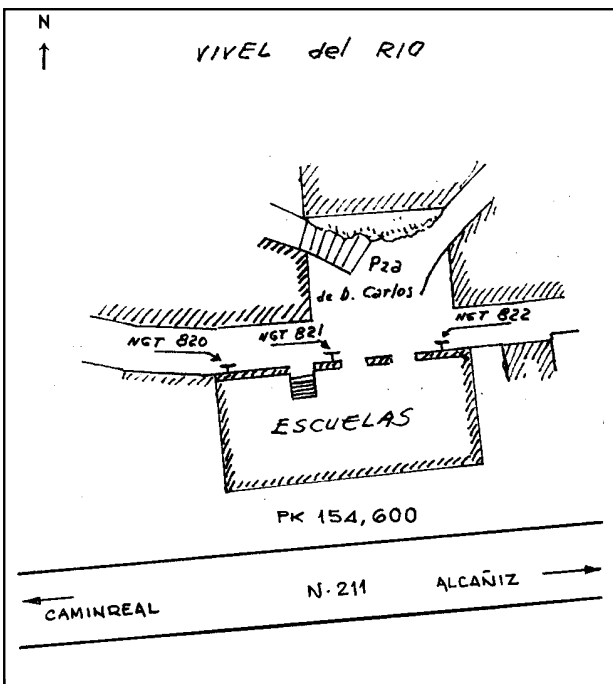 N
VIVEL del RIO
Pza
de D. Carlos
NGT 820
NGT 821
NGT 822
ESCUELAS
PK 154,600
CAMINREAL
N-211
ALCAÑIZ